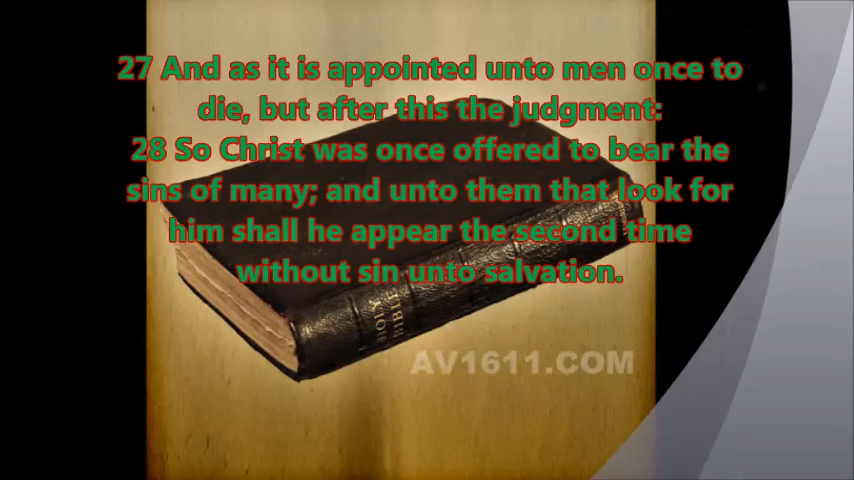 27 And as it is appointed unto men once to
die, but after this the judgment:
28 So Christ was once offered to bear the
sins of many; and unto them that look for
him shall he appear the second time
without sin unto salvation.
HOLY
BIBLE
AV1611.COM